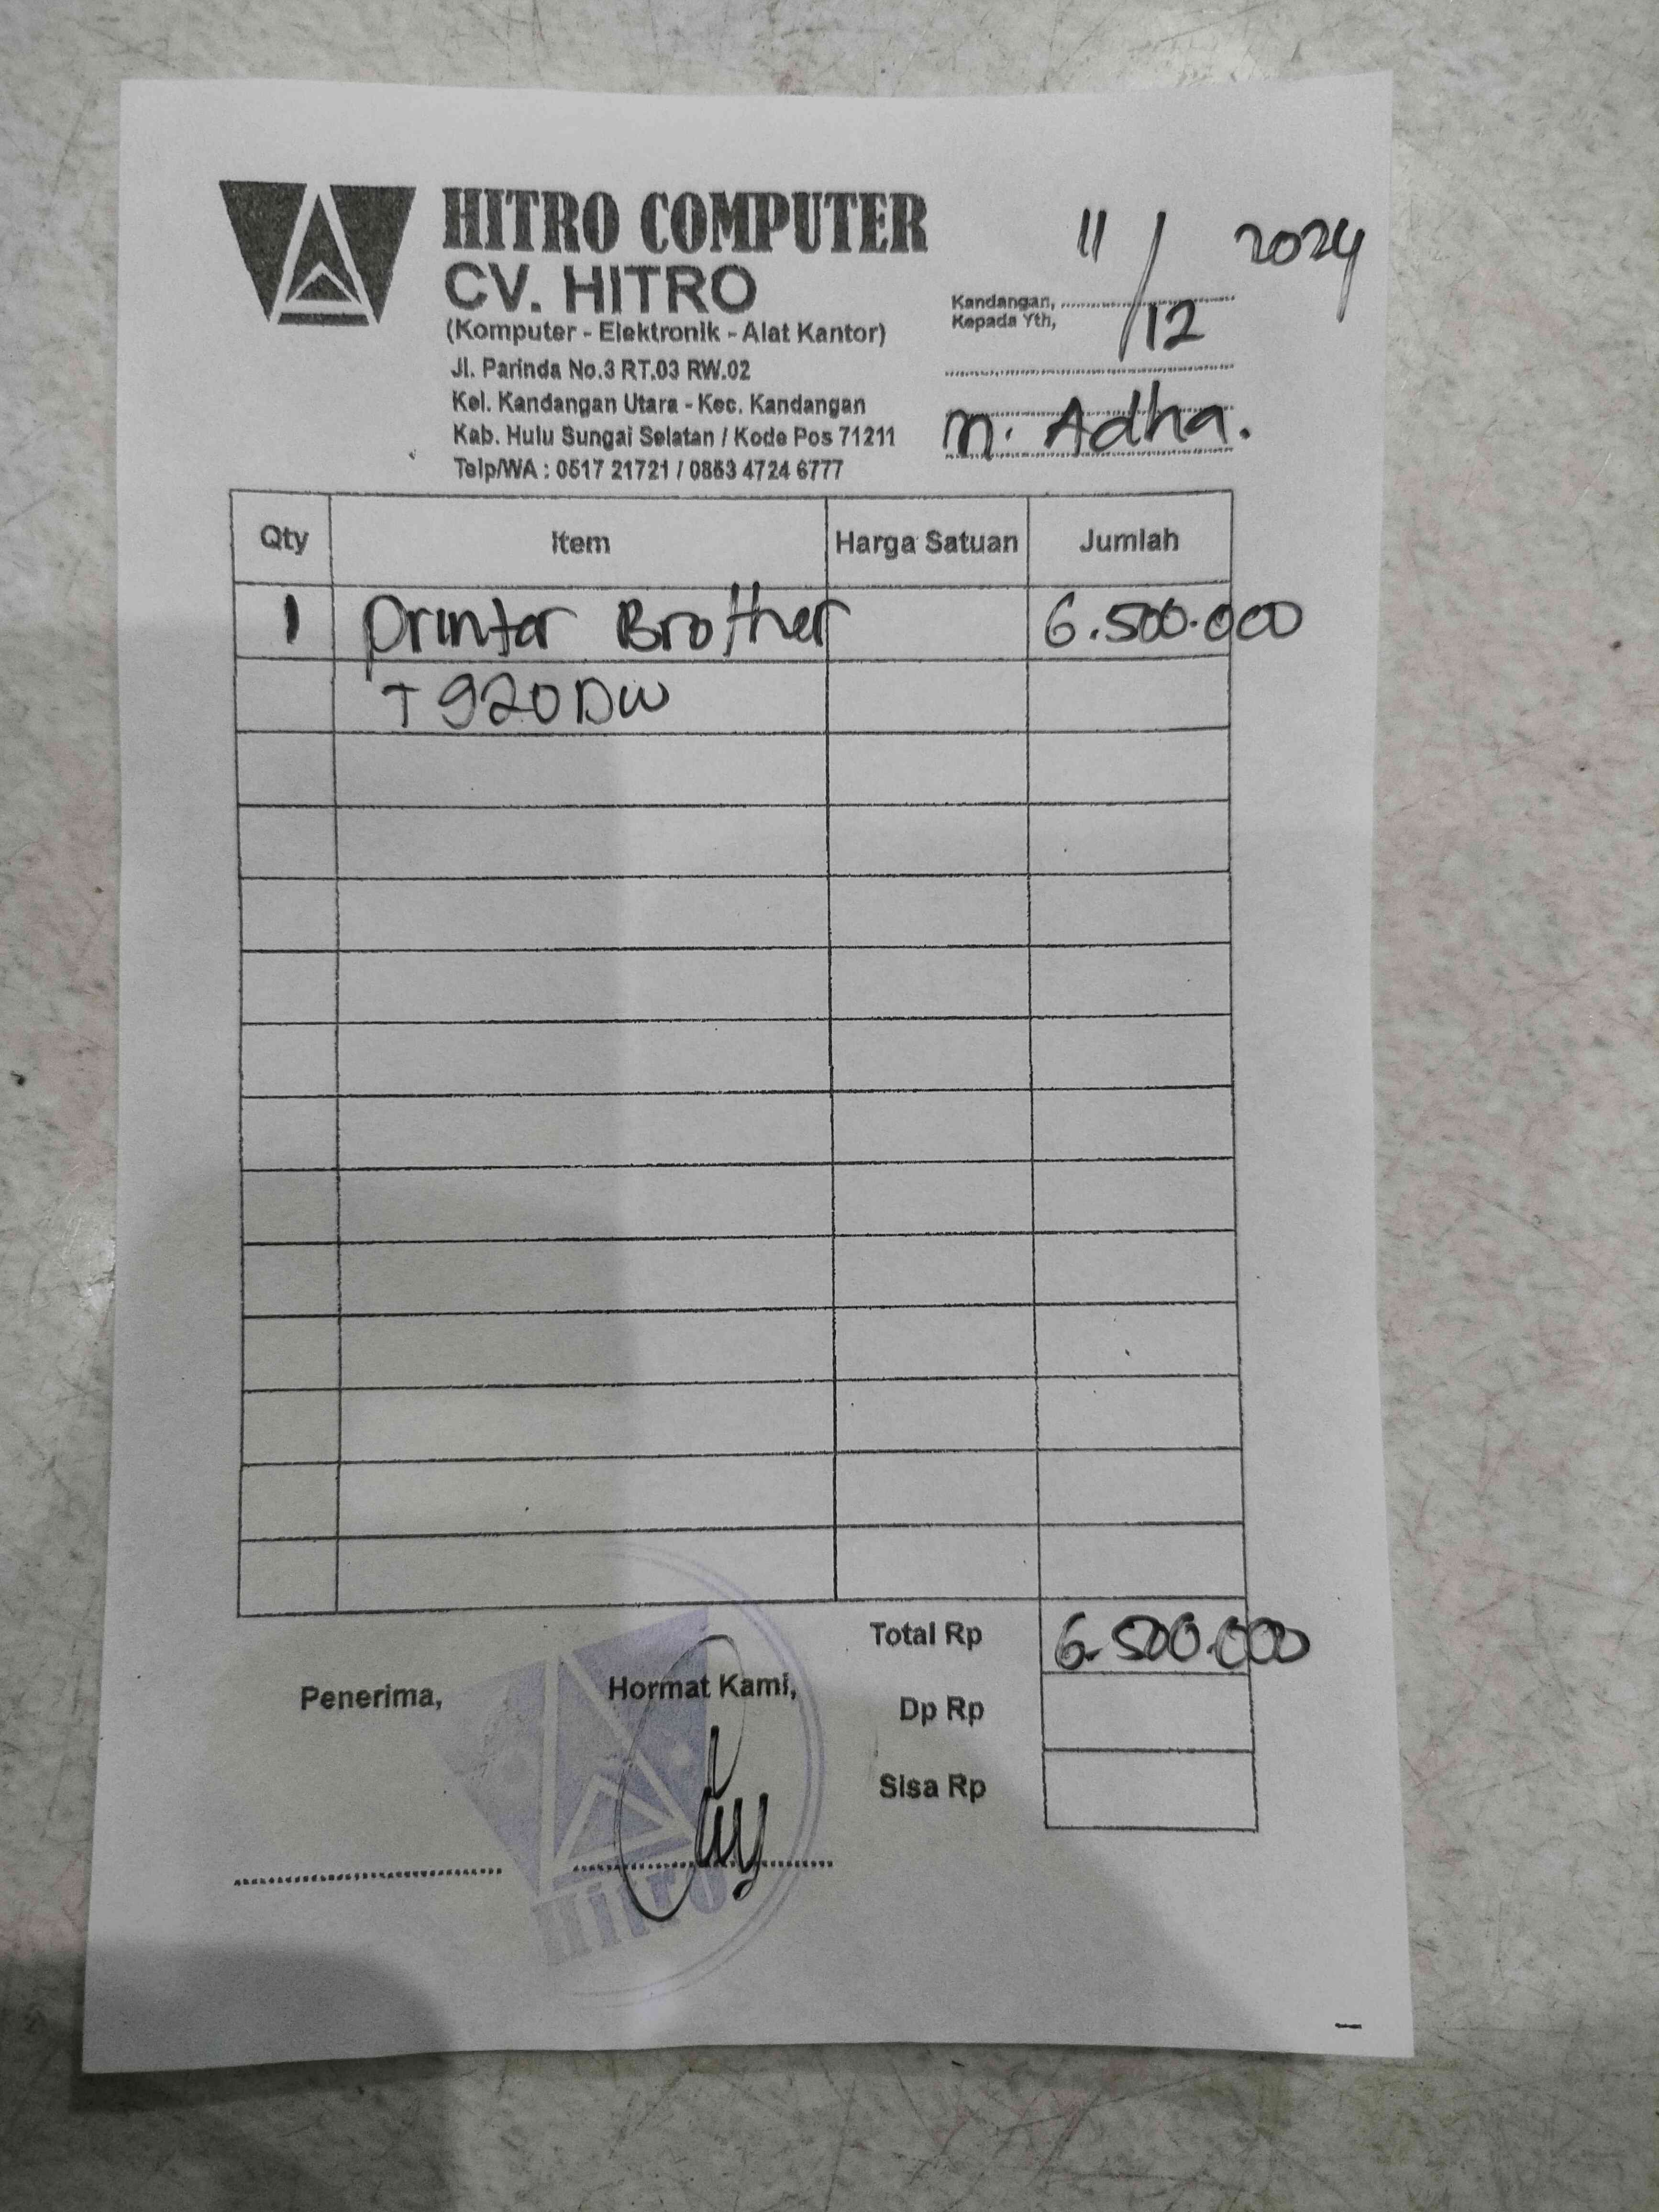 HITRO COMPUTER
CV. HITRO
(Komputer - Elektronik - Alat Kantor)
Jl. Parinda No.3 RT.03 RW.02
Kel. Kandangan Utara - Kec. Kandangan
Kab. Hulu Sungai Selatan / Kode Pos 71211
Telp/WA : 0517 21721 / 0853 4724 6777
11/12 2024
Kandangan,
Kepada Yth,
M. Adha.
Qty Item Harga Satuan Jumlah
1 Printer Brother 6.500.000
T920DW
Total Rp 6.500.000
Penerima, Hormat Kami,
Dp Rp
Sisa Rp
Hitro